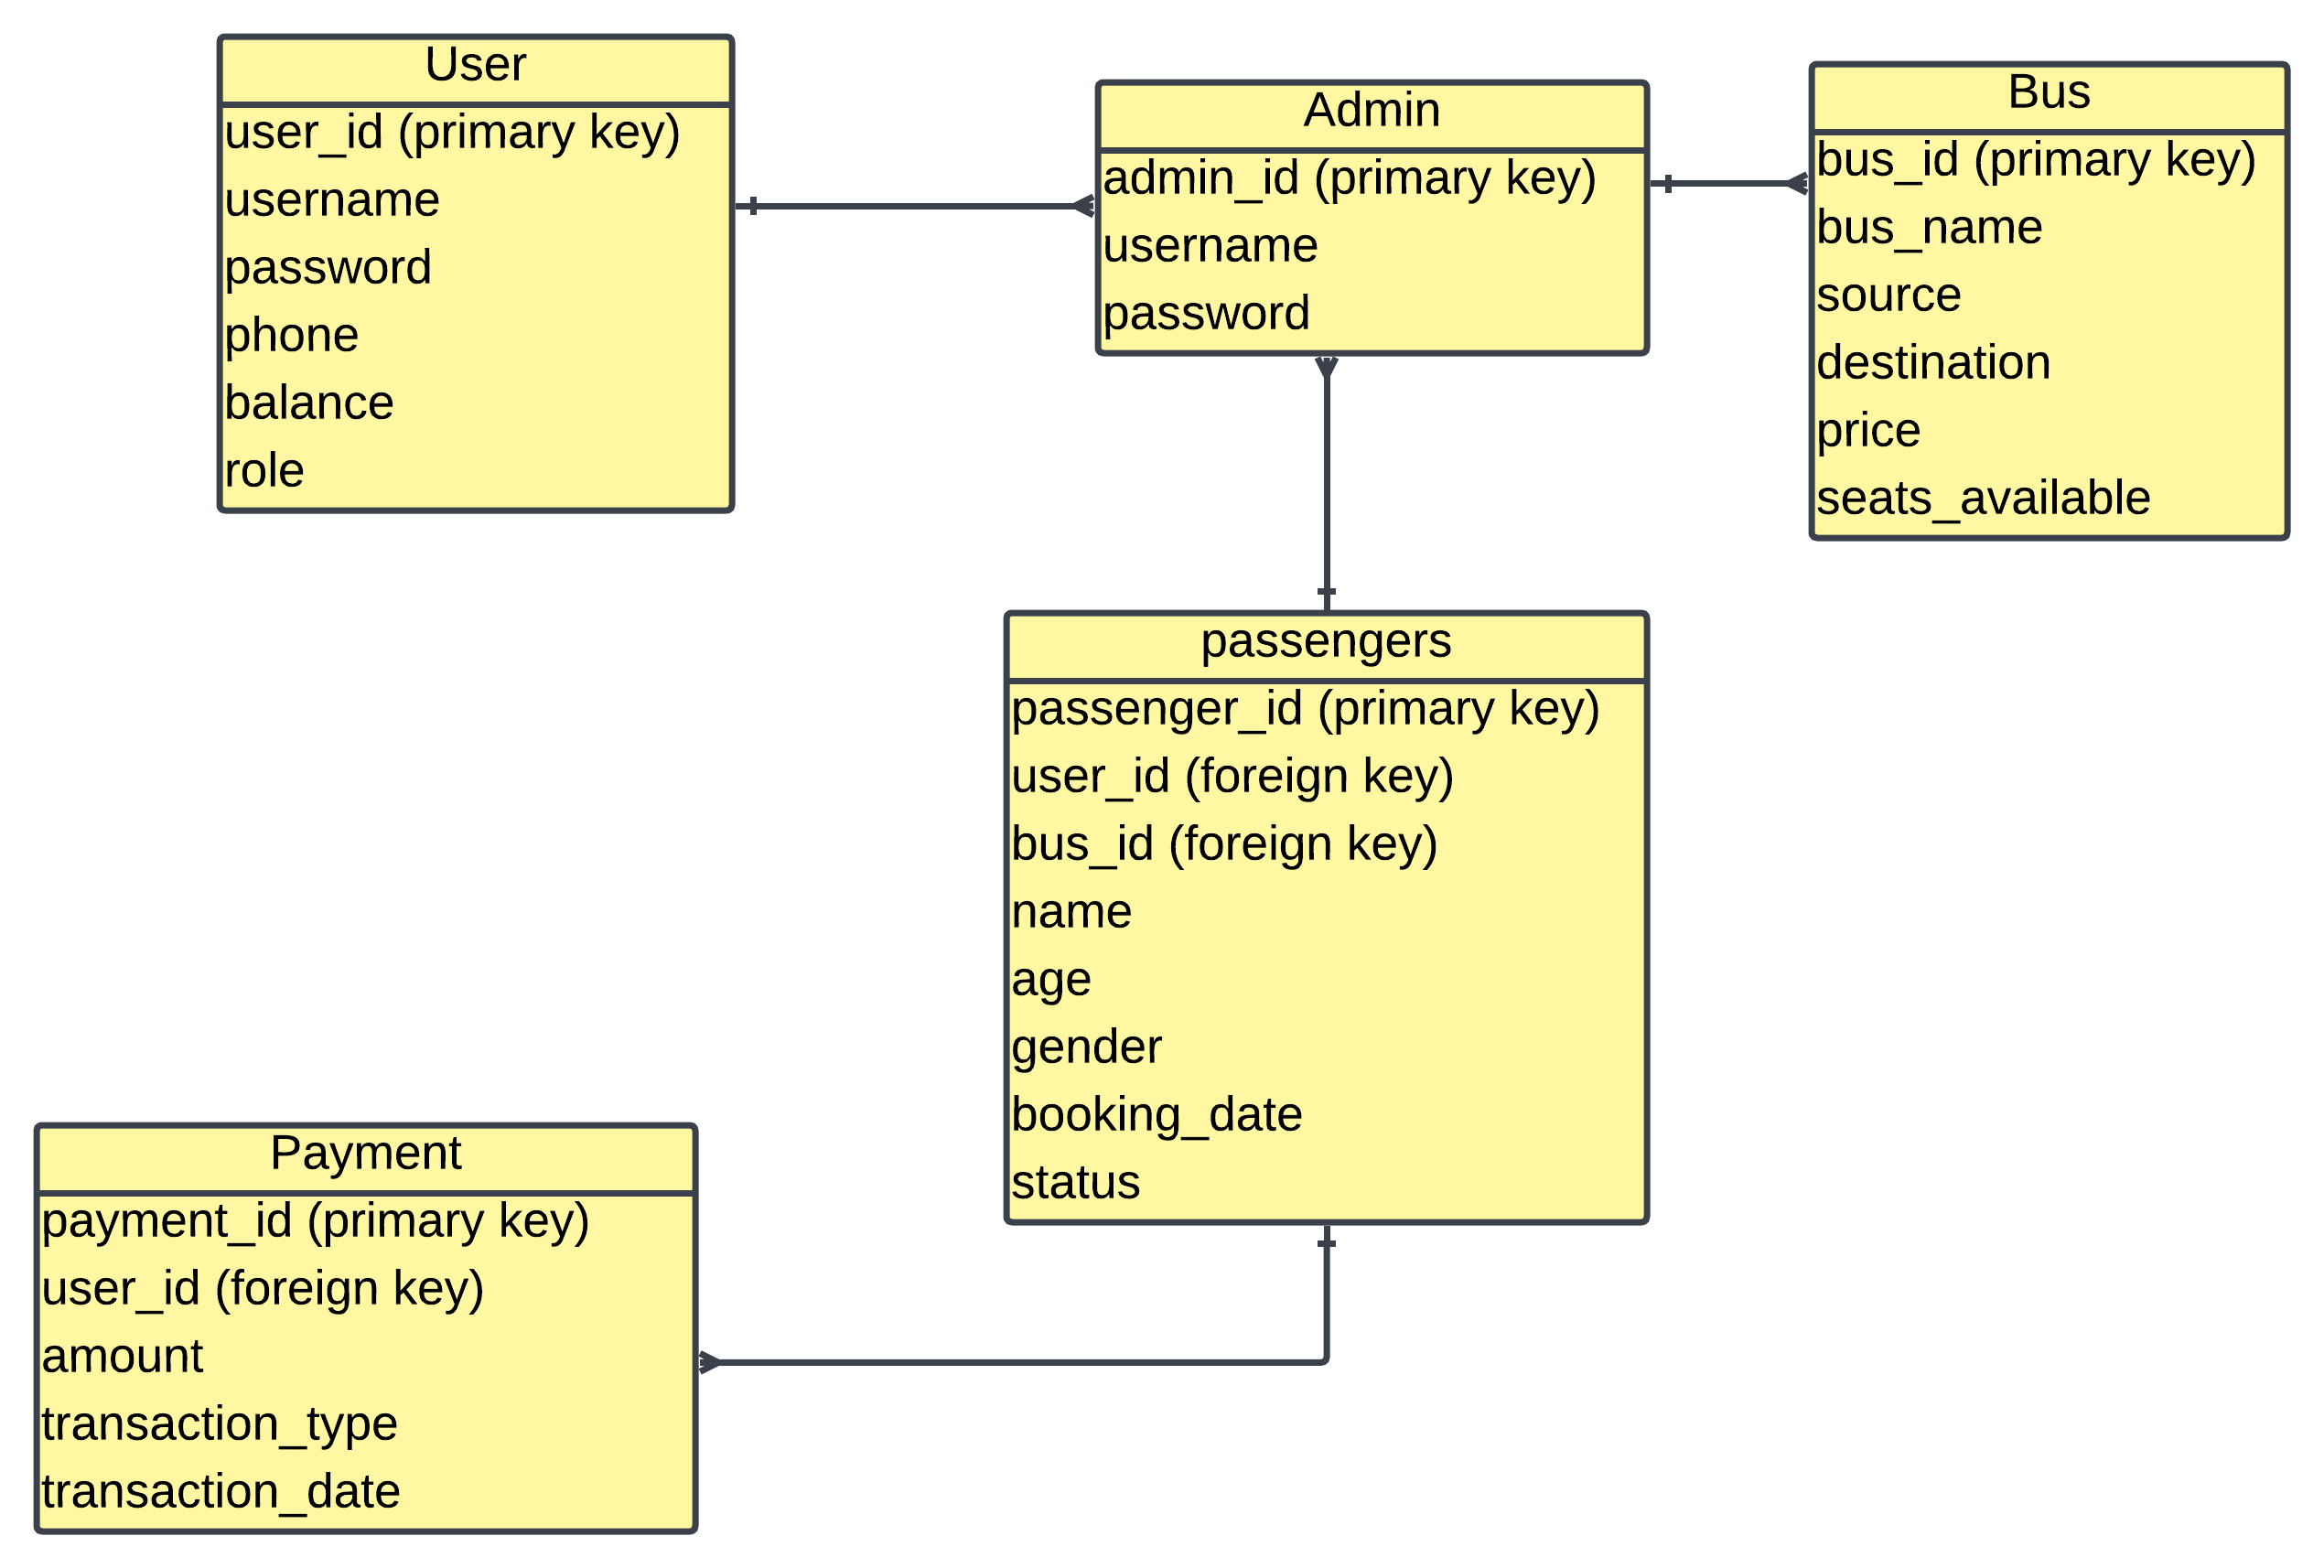 User
user_id (primary key)
username
password
phone
balance
role
Admin
admin_id (primary key)
username
password
Bus
bus_id (primary key)
bus_name
source
destination
price
seats_available
passengers
passenger_id (primary key)
user_id (foreign key)
bus_id (foreign key)
name
age
gender
booking_date
status
Payment
payment_id (primary key)
user_id (foreign key)
amount
transaction_type
transaction_date